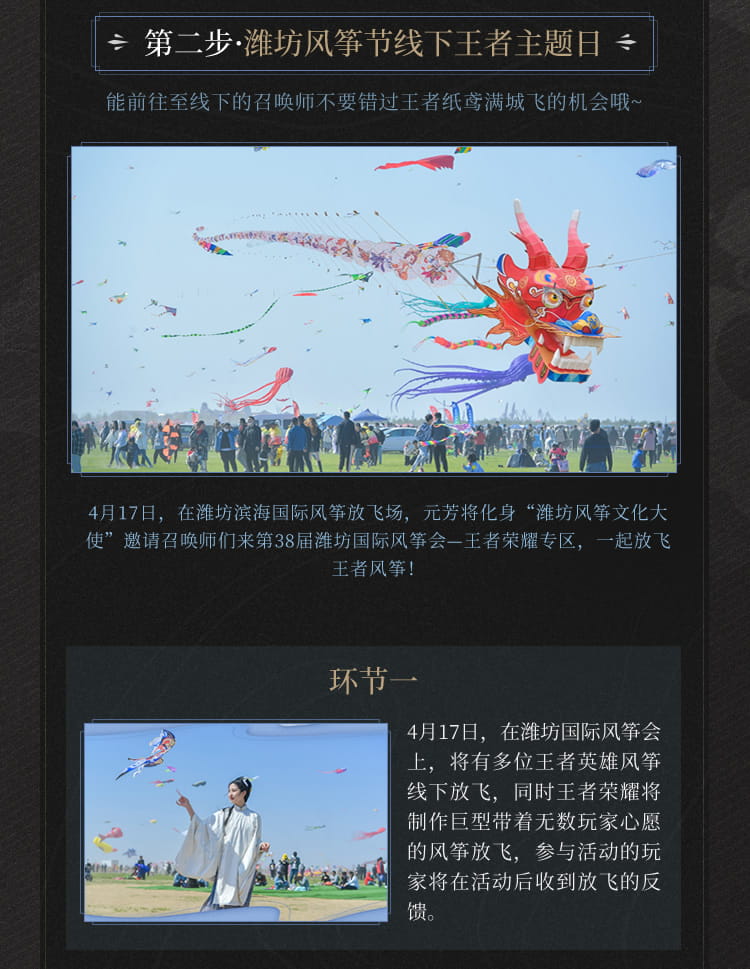 第二步·潍坊风筝节线下王者主题日
能前往至线下的召唤师不要错过王者纸鸢满城飞的机会哦~
4月17日，在潍坊滨海国际风筝放飞场，元芳将化身“潍坊风筝文化大
使”邀请召唤师们来第38届潍坊国际风筝会—王者荣耀专区，一起放飞
王者风筝！
环节一
4月17日，在潍坊国际风筝会
上，将有多位王者英雄风筝
线下放飞，同时王者荣耀将
制作巨型带着无数玩家心愿
的风筝放飞，参与活动的玩
家将在活动后收到放飞的反
馈。